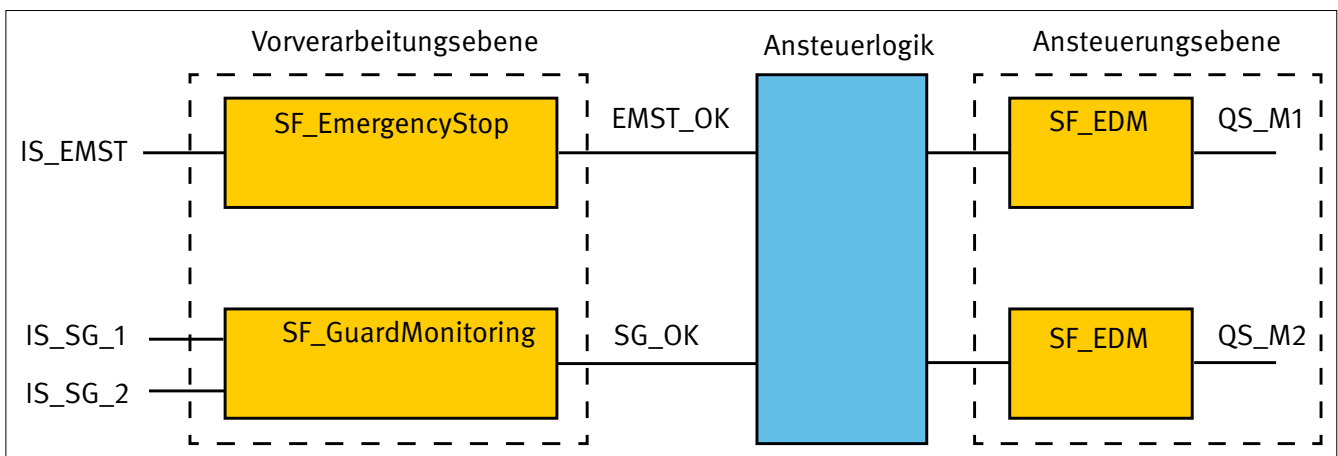 Vorverarbeitungsebene
Ansteuerlogik
Ansteuerungsebene
IS_EMST
SF_EmergencyStop
EMST_OK
SF_EDM
QS_M1
IS_SG_1
IS_SG_2
SF_GuardMonitoring
SG_OK
SF_EDM
QS_M2